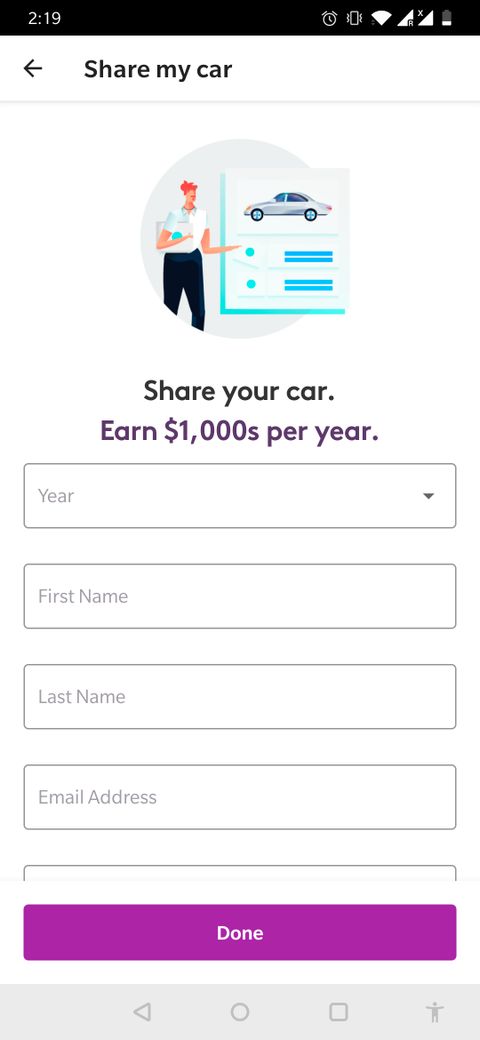 2:19
Share my car
Share your car.
Earn $1,000s per year.
Year
First Name
Last Name
Email Address
Done